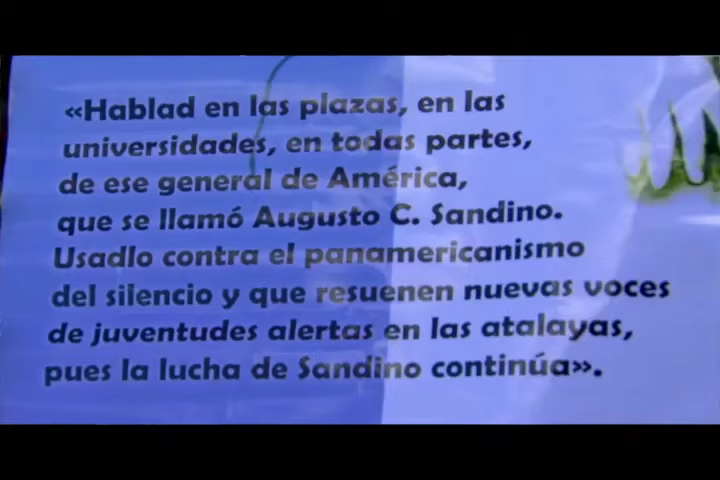 «Hablad en las plazas, en las
universidades, en todas partes,
de ese general de América,
que se llamó Augusto C. Sandino.
Usadlo contra el panamericanismo
del silencio y que resuenen nuevas voces
de juventudes alertas en las atalayas,
pues la lucha de Sandino continúa».